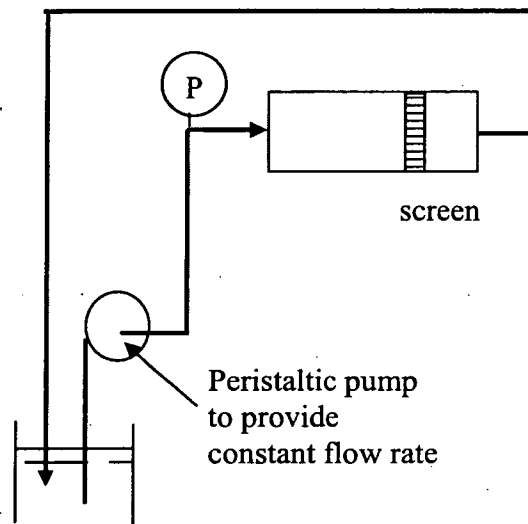 P
screen
Peristaltic pump
to provide
constant flow rate